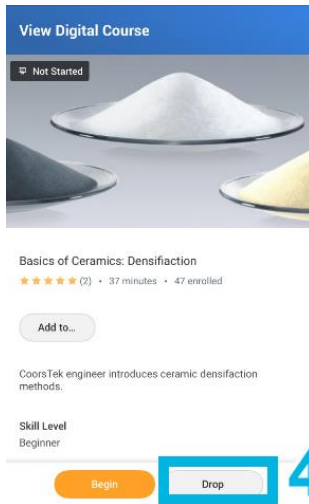 View Digital Course
Not Started
Basics of Ceramics: Densifiaction
(2) • 37 minutes • 47 enrolled
Add to...
CoorsTek engineer introduces ceramic densifaction
methods.
Skill Level
Beginner
Begin
Drop
4